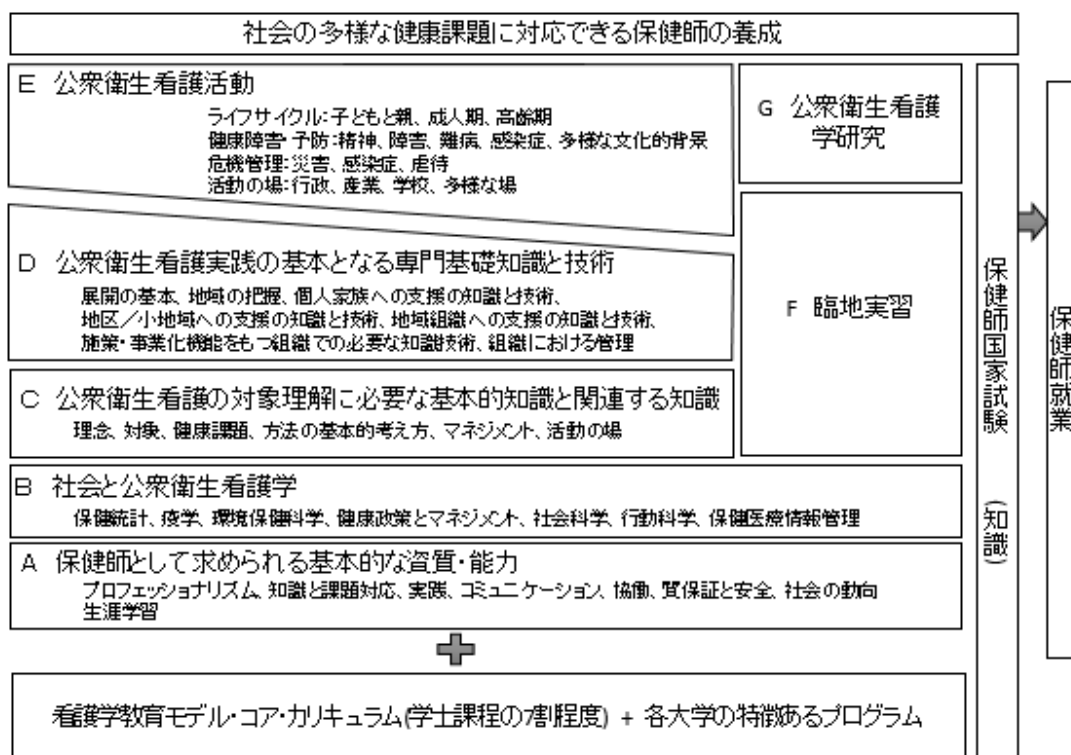 社会の多様な健康課題に対応できる保健師の養成
E 公衆衛生看護活動
ライフサイクル:子どもと親、成人期、高齢期
健康障害・予防:精神、障害、難病、感染症、多様な文化的背景
危機管理:災害、感染症、虐待
活動の場:行政、産業、学校、多様な場
G 公衆衛生看護
学研究
D 公衆衛生看護実践の基本となる専門基礎知識と技術
展開の基本、地域の把握、個人家族への支援の知識と技術、
地区/小地域への支援の知識と技術、地域組織への支援の知識と技術、
施策・事業化機能をもつ組織での必要な知識技術、組織における管理
F 臨地実習
C 公衆衛生看護の対象理解に必要な基本的知識と関連する知識
理念、対象、健康課題、方法の基本的考え方、マネジメント、活動の場
B 社会と公衆衛生看護学
保健統計、疫学、環境保健科学、健康政策とマネジメント、社会科学、行動科学、保健医療情報管理
A 保健師として求められる基本的な資質・能力
プロフェッショナリズム、知識と課題対応、実践、コミュニケーション、協働、質保証と安全、社会の動向
生涯学習
看護学教育モデル・コア・カリキュラム(学士課程の7割程度) + 各大学の特徴あるプログラム
保健師国家試験 (知識)
保健師就業